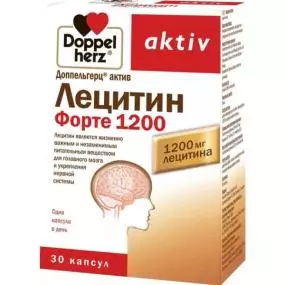 Doppel
herz®
aktiv
Доппельгерц® актив
Лецитин
Форте 1200
Лецитин является жизненно
важным и незаменимым
питательным веществом
для головного мозга
и укрепления
нервной
системы
1200 мг
лецитина
Одна
капсула
в день
30 капсул